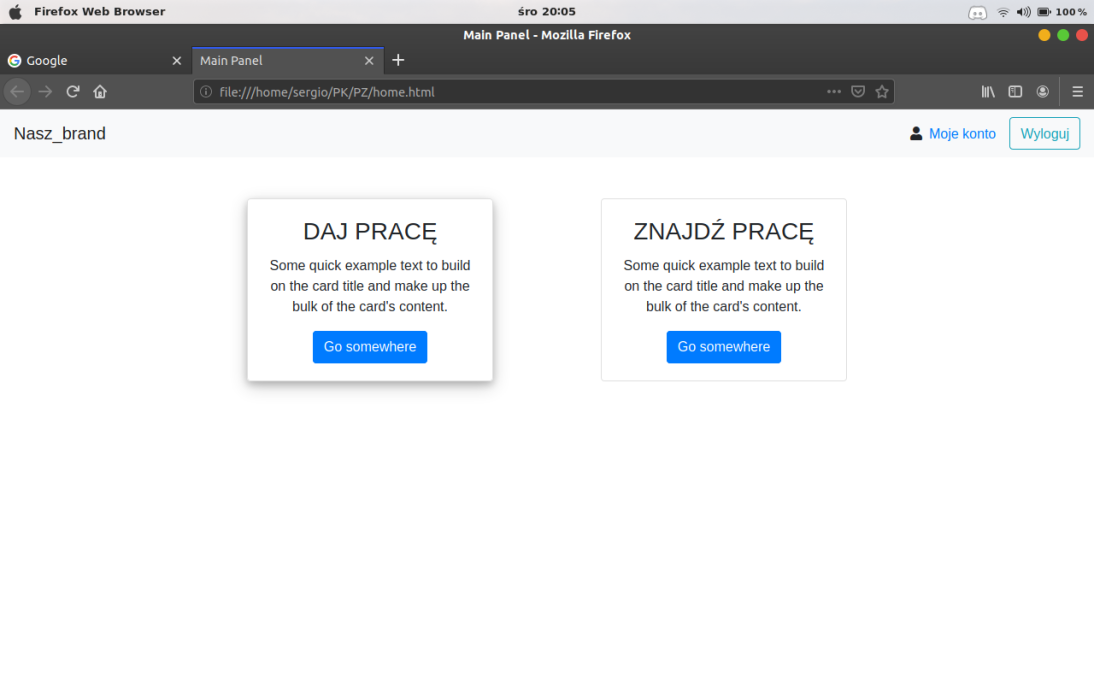 Firefox Web Browser
śro 20:05
100 %
Main Panel - Mozilla Firefox
Google
Main Panel
file:///home/sergio/PK/PZ/home.html
Nasz_brand
Moje konto
Wyloguj
DAJ PRACĘ
Some quick example text to build
on the card title and make up the
bulk of the card's content.
Go somewhere
ZNAJDŹ PRACĘ
Some quick example text to build
on the card title and make up the
bulk of the card's content.
Go somewhere